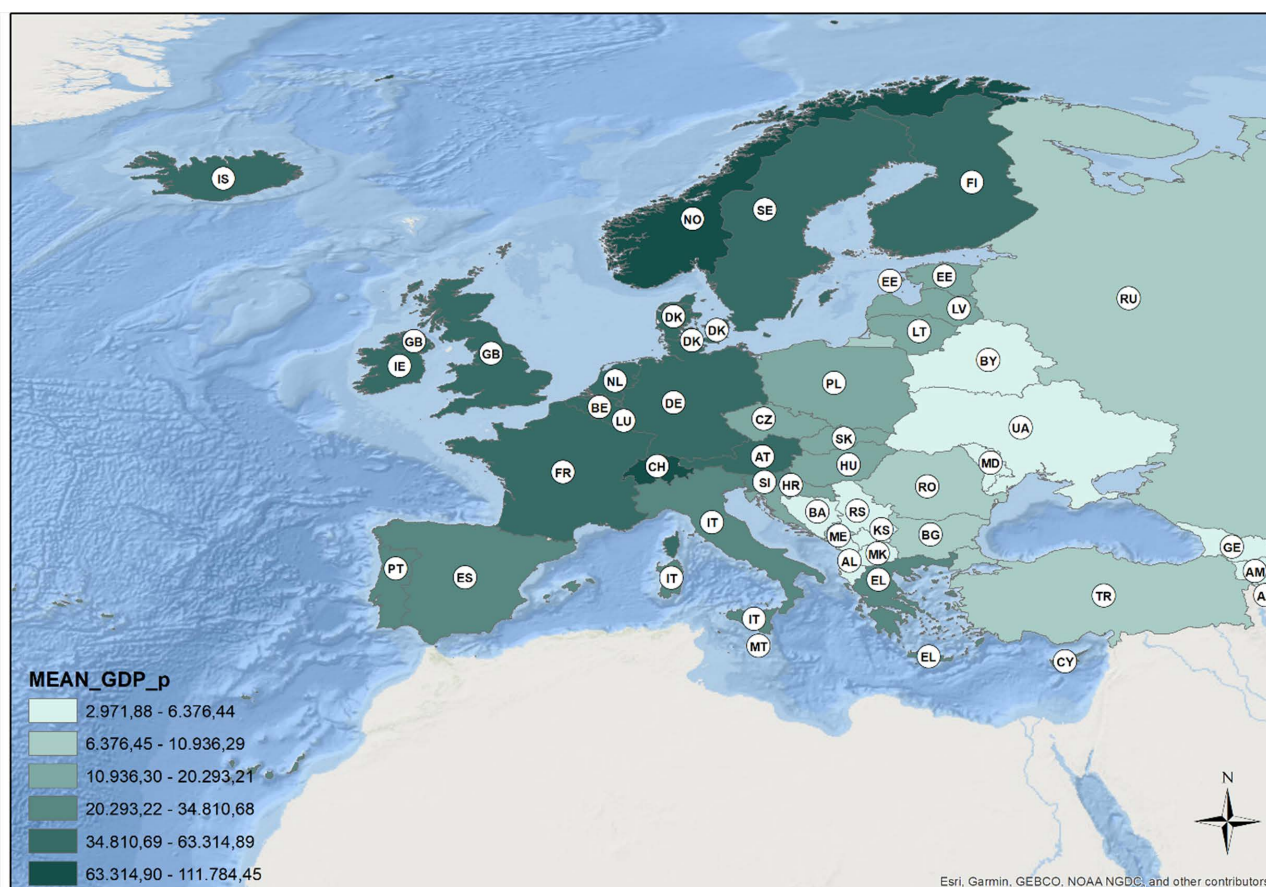 IS
NO
SE
FI
EE
EE
RU
LV
DK
DK
LT
DK
GB
GB
BY
IE
NL
PL
BE
DE
LU
CZ
UA
SK
AT
MD
CH
HU
FR
SI
HR
RO
BA
RS
IT
KS
ME
BG
GE
MK
AL
PT
AM
ES
IT
EL
TR
A
IT
MT
EL
CY
MEAN_GDP_p
2.971,88 - 6.376,44
6.376,45 - 10.936,29
10.936,30 - 20.293,21
20.293,22 - 34.810,68
34.810,69 - 63.314,89
63.314,90 - 111.784,45
N
Esri, Garmin, GEBCO, NOAA NGDC, and other contributors